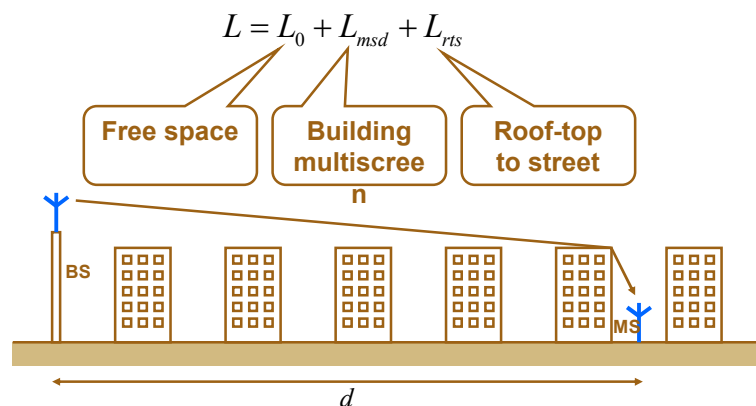 L = L₀ + Lₘₛd + Lᵣₜₛ
Free space
Building
multiscree
n
Roof-top
to street
BS
MS
d